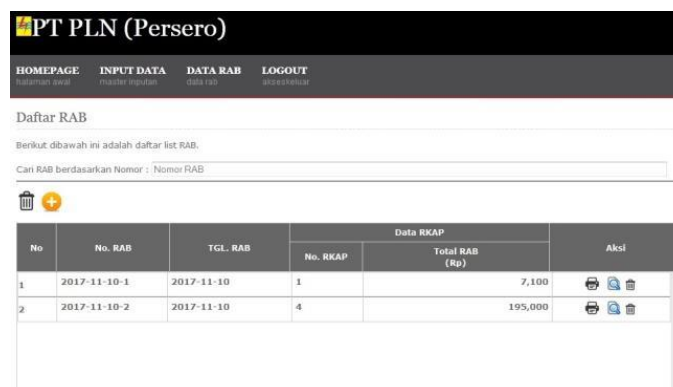 PT PLN (Persero)
HOMEPAGE INPUT DATA DATA RAB LOGOUT
halaman awal master inputan data rab akseskeluar
Daftar RAB
Berikut dibawah ini adalah daftar list RAB.
Cari RAB berdasarkan Nomor : Nomor RAB
No No. RAB TGL. RAB Data RKAP Aksi
No. RKAP Total RAB
(Rp)
1 2017-11-10-1 2017-11-10 1 7,100
2 2017-11-10-2 2017-11-10 4 195,000